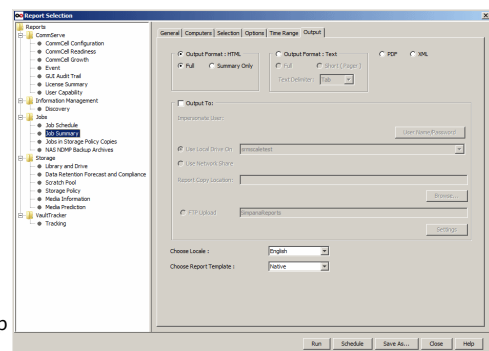 Report Selection
Reports
CommServe
CommCell Configuration
CommCell Readiness
CommCell Growth
Event
GUI Audit Trail
License Summary
User Capability
Information Management
Discovery
Jobs
Job Schedule
Job Summary
Jobs in Storage Policy Copies
NAS NDMP Backup Archives
Storage
Library and Drive
Data Retention Forecast and Compliance
Scratch Pool
Storage Policy
Media Information
Media Prediction
VaultTracker
Tracking
General Computers Selection Options Time Range Output
Output Format : HTML
Full Summary Only
Output Format : Text
Full Short ( Pager )
Text Delimiter: Tab
PDF XML
Output To:
Impersonate User:
User Name/Password
Use Local Drive On srmscaletest
Use Network Share
Report Copy Location:
Browse...
FTP Upload SimpanaReports
Settings
Choose Locale : English
Choose Report Template : Native
Run Schedule Save As... Close Help